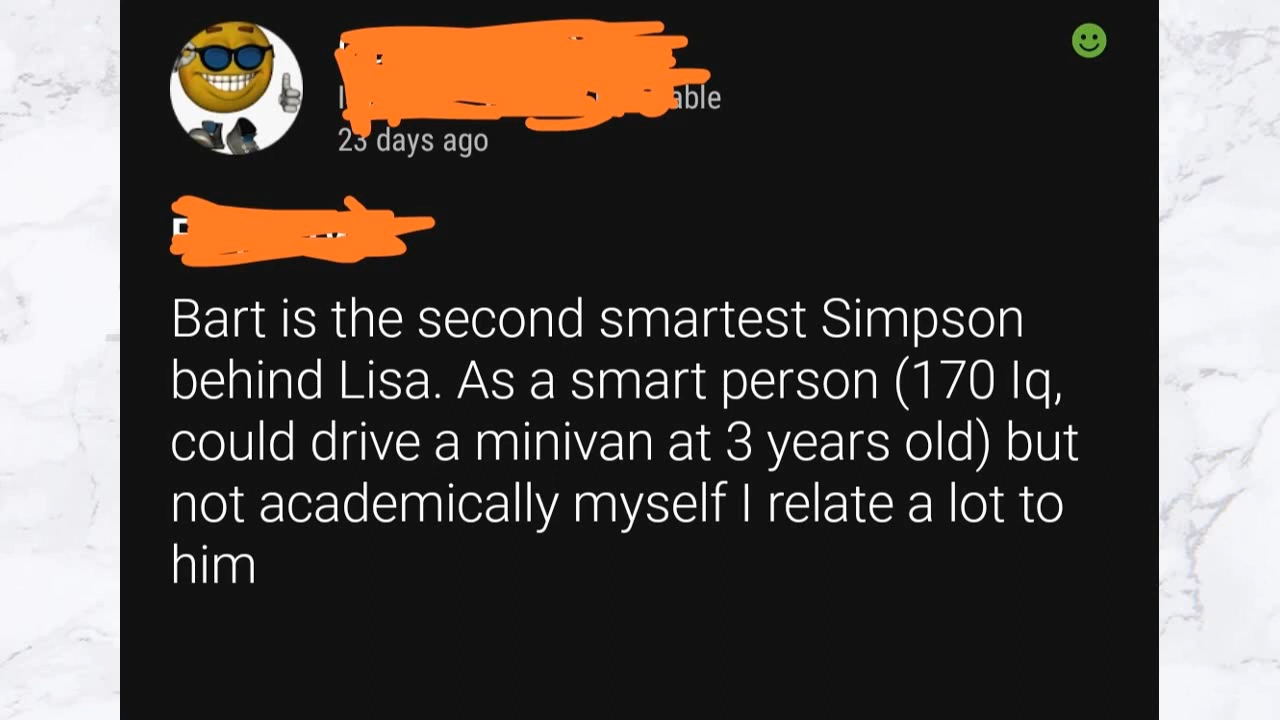 able
23 days ago
Bart is the second smartest Simpson
behind Lisa. As a smart person (170 Iq,
could drive a minivan at 3 years old) but
not academically myself I relate a lot to
him